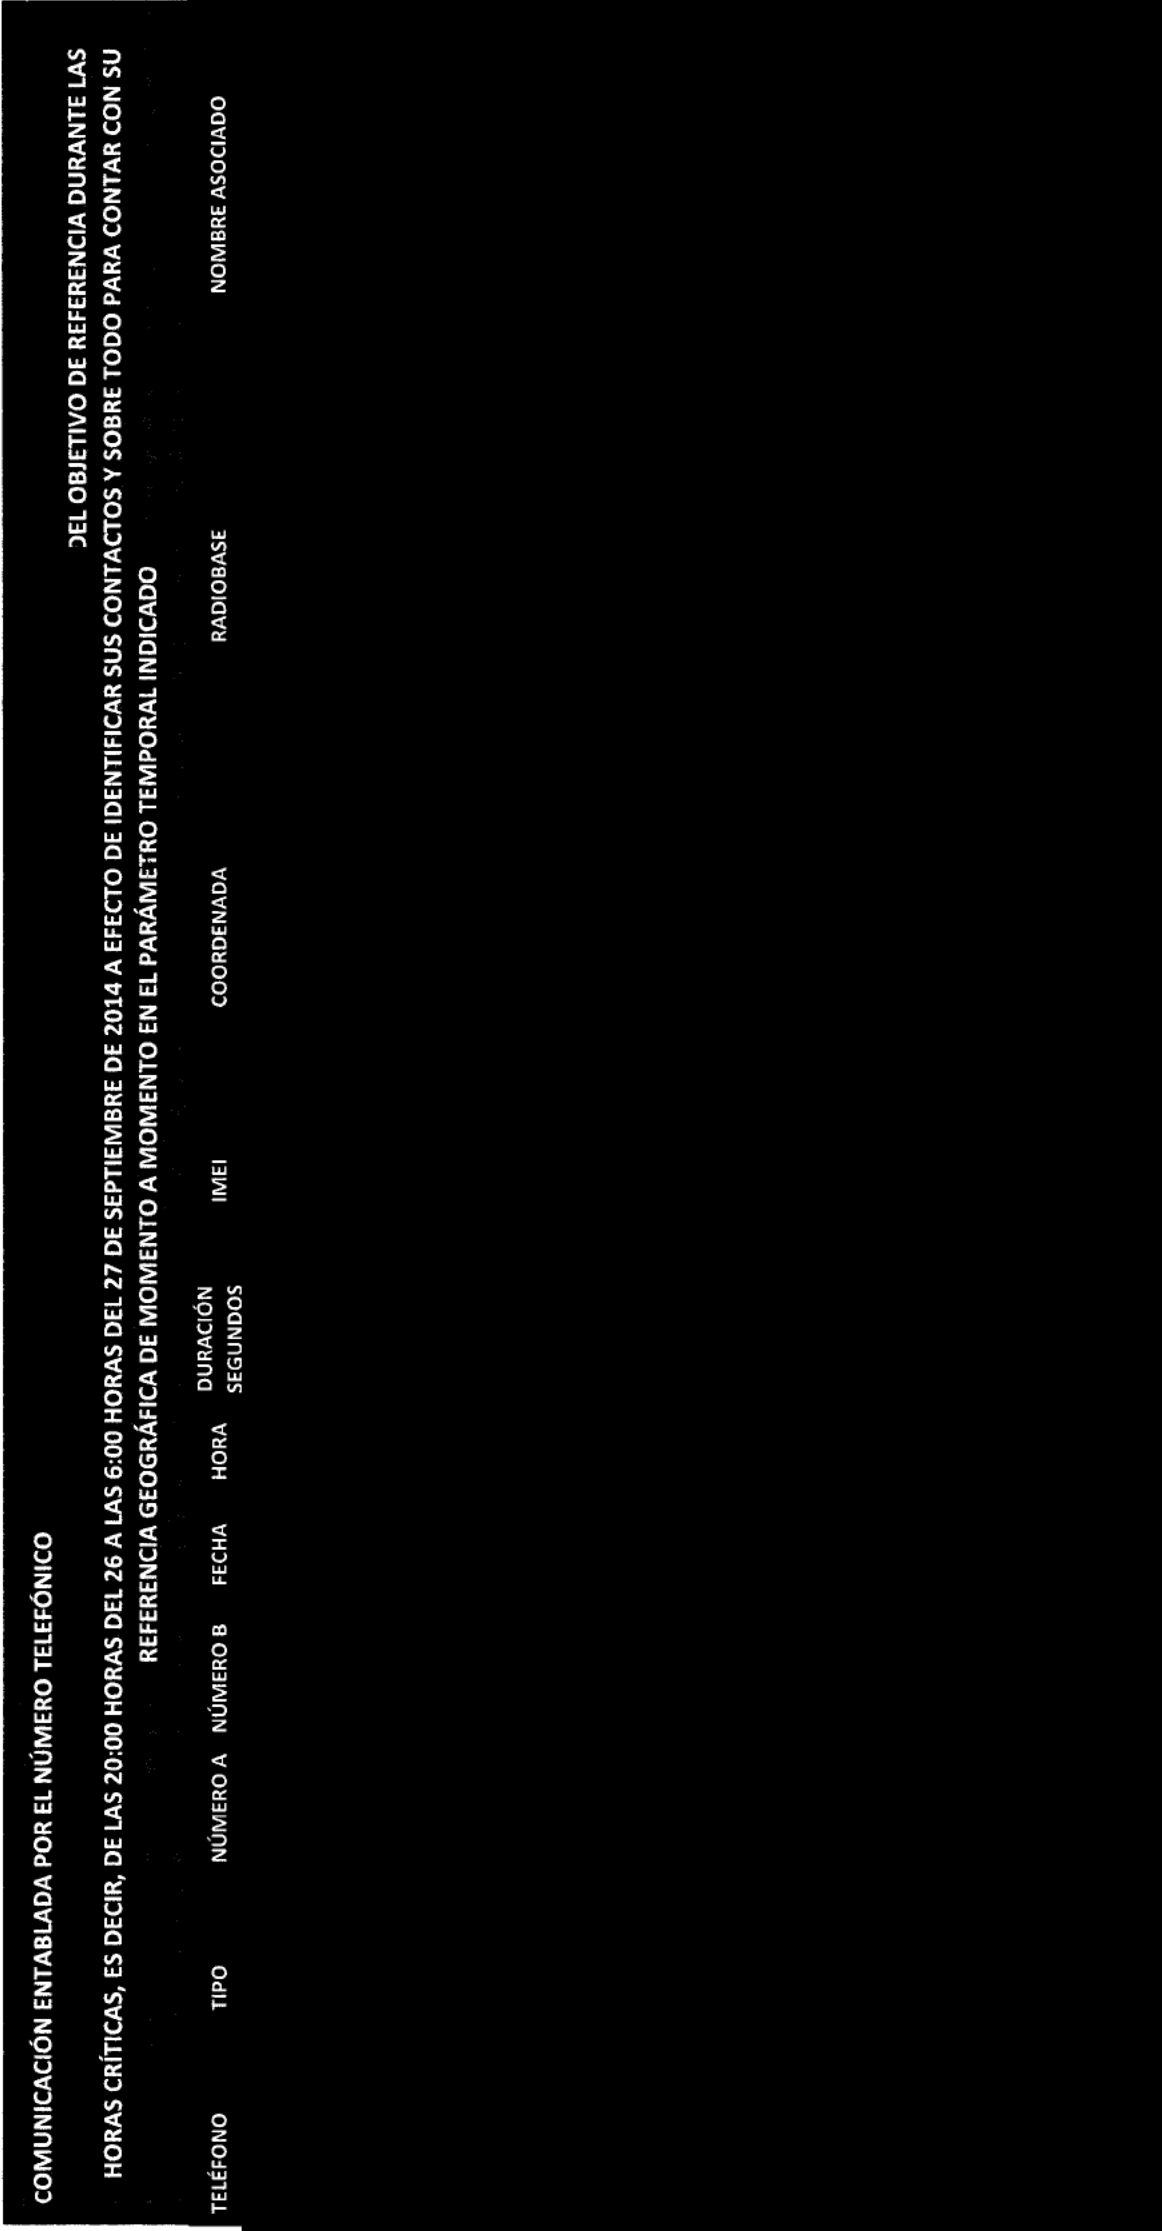 COMUNICACIÓN ENTABLADA POR EL NÚMERO TELEFÓNICO
DEL OBJETIVO DE REFERENCIA DURANTE LAS
HORAS CRÍTICAS, ES DECIR, DE LAS 20:00 HORAS DEL 26 A LAS 6:00 HORAS DEL 27 DE SEPTIEMBRE DE 2014 A EFECTO DE IDENTIFICAR SUS CONTACTOS Y SOBRE TODO PARA CONTAR CON SU
REFERENCIA GEOGRÁFICA DE MOMENTO A MOMENTO EN EL PARÁMETRO TEMPORAL INDICADO
TELÉFONO TIPO NÚMERO A NÚMERO B FECHA HORA DURACIÓN SEGUNDOS IMEI COORDENADA RADIOBASE NOMBRE ASOCIADO